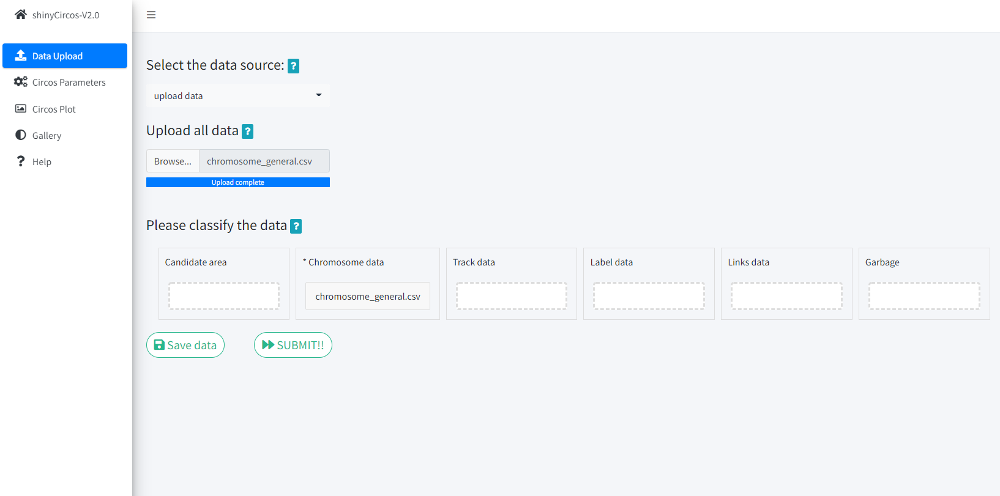 shinyCircos-V2.0
Data Upload
Circos Parameters
Circos Plot
Gallery
Help
Select the data source: ?
upload data
Upload all data ?
Browse... chromosome_general.csv
Upload complete
Please classify the data ?
Candidate area
* Chromosome data
chromosome_general.csv
Track data
Label data
Links data
Garbage
Save data
SUBMIT!!